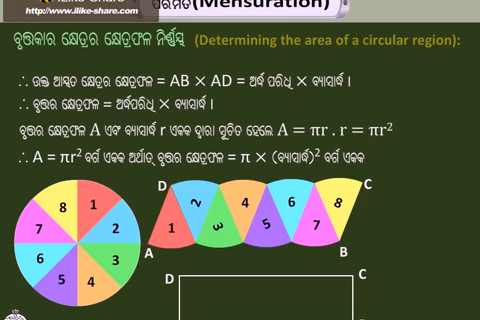 http://www.ilike-share.com
ପରିମିତି(Mensuration)
ବୃତ୍ତାକାର କ୍ଷେତ୍ରର କ୍ଷେତ୍ରଫଳ ନିର୍ଣ୍ଣୟ (Determining the area of a circular region):
∴ ଉକ୍ତ ଆୟତ କ୍ଷେତ୍ରର କ୍ଷେତ୍ରଫଳ = AB × AD = ଅର୍ଦ୍ଧ ପରିଧି × ବ୍ୟାସାର୍ଦ୍ଧ ।
∴ ବୃତ୍ତର କ୍ଷେତ୍ରଫଳ = ଅର୍ଦ୍ଧପରିଧି × ବ୍ୟାସାର୍ଦ୍ଧ ।
ବୃତ୍ତର କ୍ଷେତ୍ରଫଳ A ଏବଂ ବ୍ୟାସାର୍ଦ୍ଧ r ଏକକ ଦ୍ୱାରା ସୂଚିତ ହେଲେ A = πr . r = πr²
∴ A = πr² ବର୍ଗ ଏକକ ଅର୍ଥାତ୍ ବୃତ୍ତର କ୍ଷେତ୍ରଫଳ = π × (ବ୍ୟାସାର୍ଦ୍ଧ)² ବର୍ଗ ଏକକ
8 1 7 2 6 3 5 4
D C
1 2 3 4 5 6 7 8
A B
D C